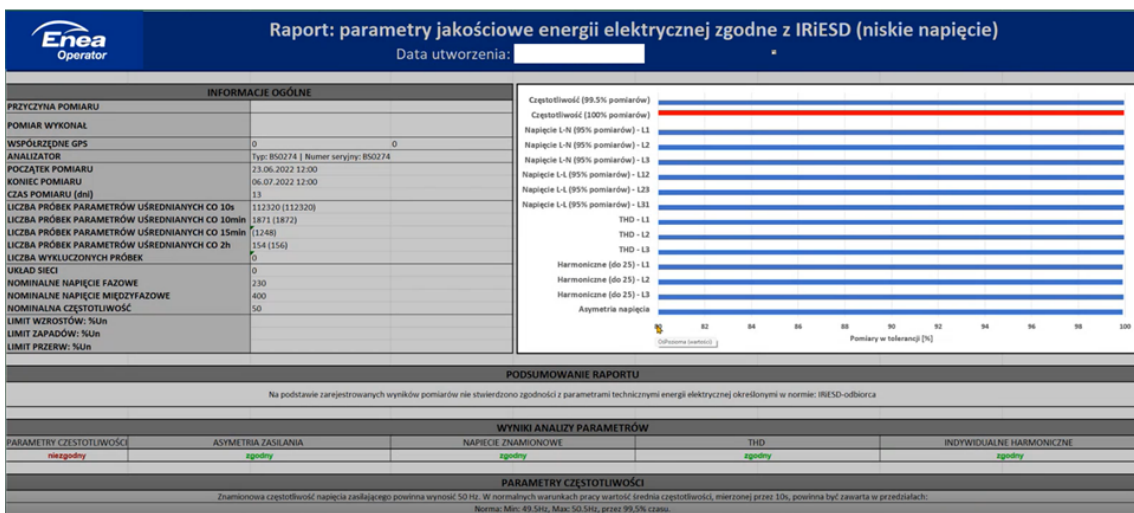 Enea
Operator
Raport: parametry jakościowe energii elektrycznej zgodne z IRiESD (niskie napięcie)
Data utworzenia:
INFORMACJE OGÓLNE
PRZYCZYNA POMIARU
POMIAR WYKONAŁ
WSPÓŁRZĘDNE GPS 0 0
ANALIZATOR Typ: BS0274 | Numer seryjny: BS0274
POCZĄTEK POMIARU 23.06.2022 12:00
KONIEC POMIARU 06.07.2022 12:00
CZAS POMIARU (dni) 13
LICZBA PRÓBEK PARAMETRÓW UŚREDNIANYCH CO 10s 112320 (112320)
LICZBA PRÓBEK PARAMETRÓW UŚREDNIANYCH CO 10min 1871 (1872)
LICZBA PRÓBEK PARAMETRÓW UŚREDNIANYCH CO 15min (1248)
LICZBA PRÓBEK PARAMETRÓW UŚREDNIANYCH CO 2h 154 (156)
LICZBA WYKLUCZONYCH PRÓBEK 0
UKŁAD SIECI 0
NOMINALNE NAPIĘCIE FAZOWE 230
NOMINALNE NAPIĘCIE MIĘDZYFAZOWE 400
NOMINALNA CZĘSTOTLIWOŚĆ 50
LIMIT WZROSTÓW: %Un
LIMIT ZAPADÓW: %Un
LIMIT PRZERW: %Un
Częstotliwość (99.5% pomiarów)
Częstotliwość (100% pomiarów)
Napięcie L-N (95% pomiarów) - L1
Napięcie L-N (95% pomiarów) - L2
Napięcie L-N (95% pomiarów) - L3
Napięcie L-L (95% pomiarów) - L12
Napięcie L-L (95% pomiarów) - L23
Napięcie L-L (95% pomiarów) - L31
THD - L1
THD - L2
THD - L3
Harmoniczne (do 25) - L1
Harmoniczne (do 25) - L2
Harmoniczne (do 25) - L3
Asymetria napięcia
82 84 86 88 90 92 94 96 98 100
Pomiary w tolerancji [%]
OśPozioma (wartości)
PODSUMOWANIE RAPORTU
Na podstawie zarejestrowanych wyników pomiarów nie stwierdzono zgodności z parametrami technicznymi energii elektrycznej określonymi w normie: IRiESD-odbiorca
WYNIKI ANALIZY PARAMETRÓW
PARAMETRY CZESTOTLIWOŚCI ASYMETRIA ZASILANIA NAPIECIE ZNAMIONOWE THD INDYWIDUALNE HARMONICZNE
niezgodny zgodny zgodny zgodny zgodny
PARAMETRY CZĘSTOTLIWOŚCI
Znamionowa częstotliwość napięcia zasilającego powinna wynosić 50 Hz. W normalnych warunkach pracy wartość średnia częstotliwości, mierzonej przez 10s, powinna być zawarta w przedziałach:
Norma: Min: 49.5Hz, Max: 50.5Hz, przez 99,5% czasu.